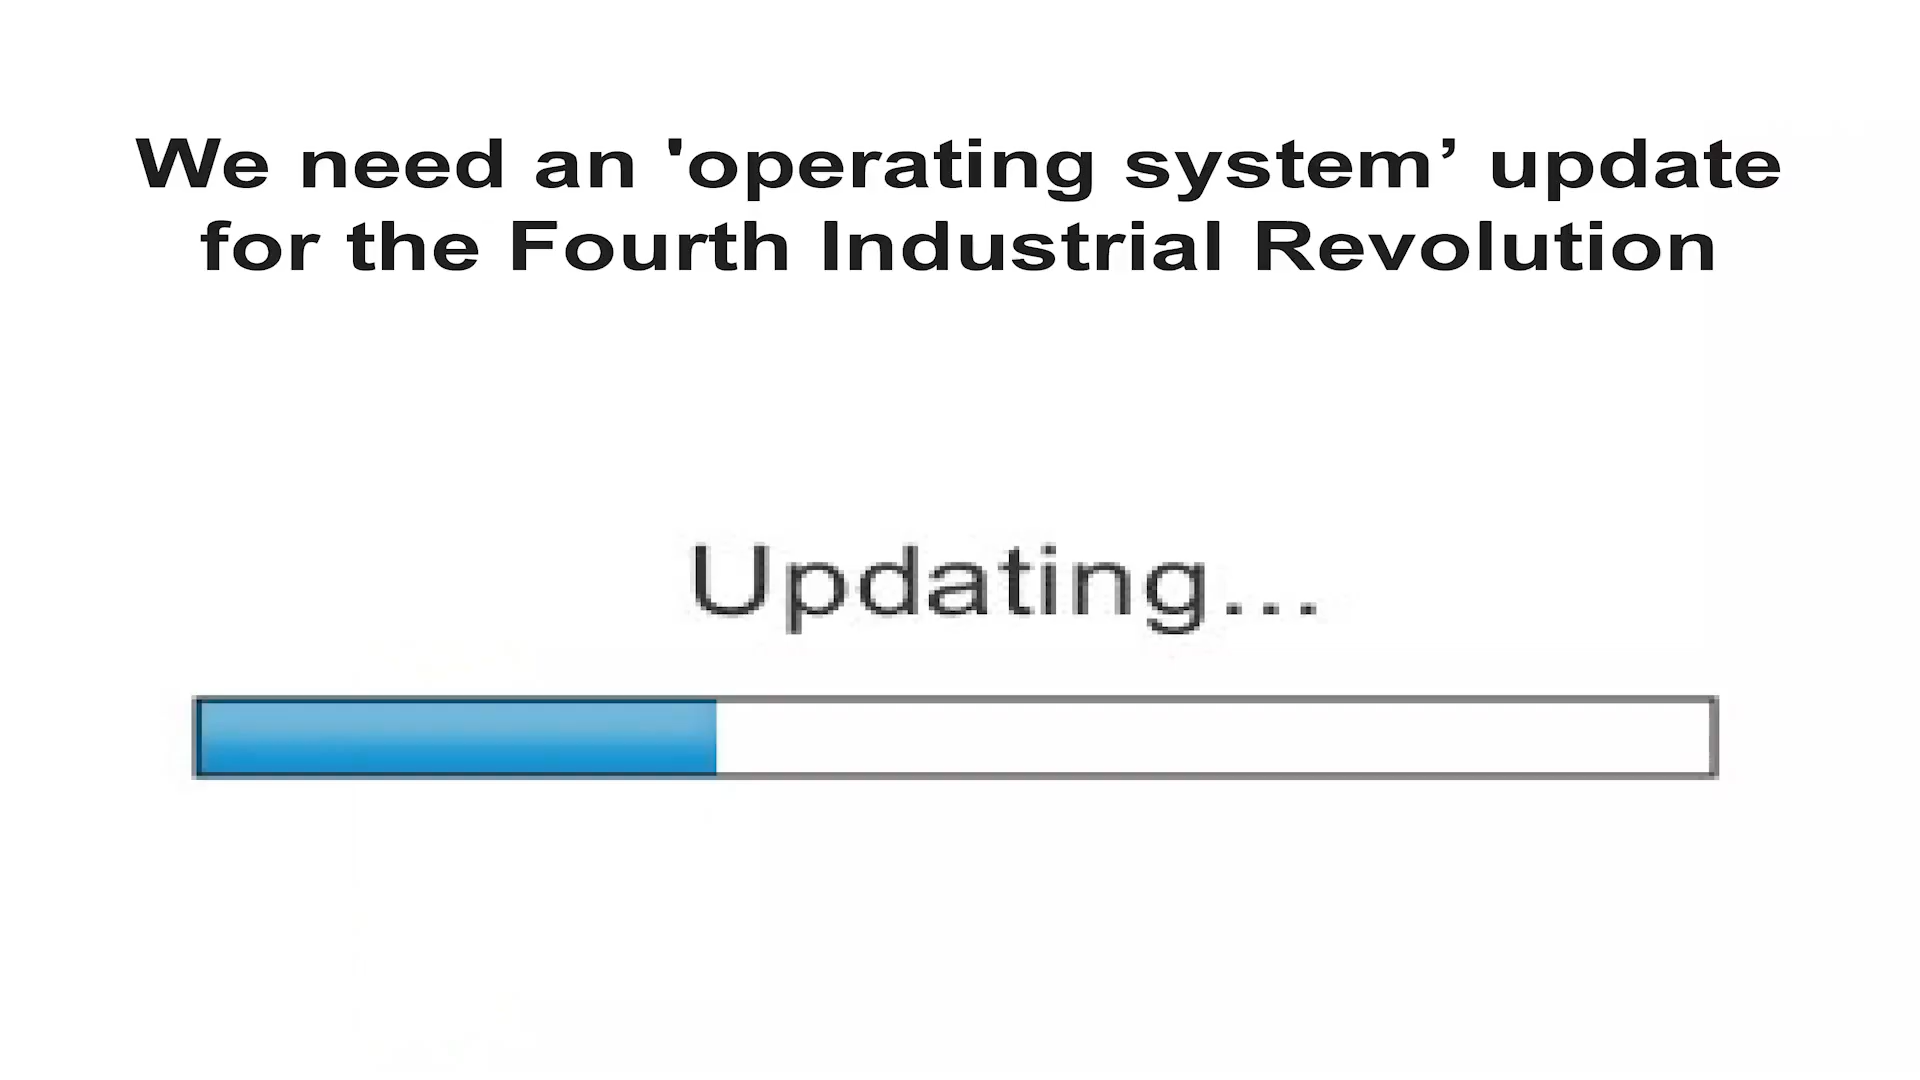 We need an 'operating system’ update
for the Fourth Industrial Revolution
Updating...